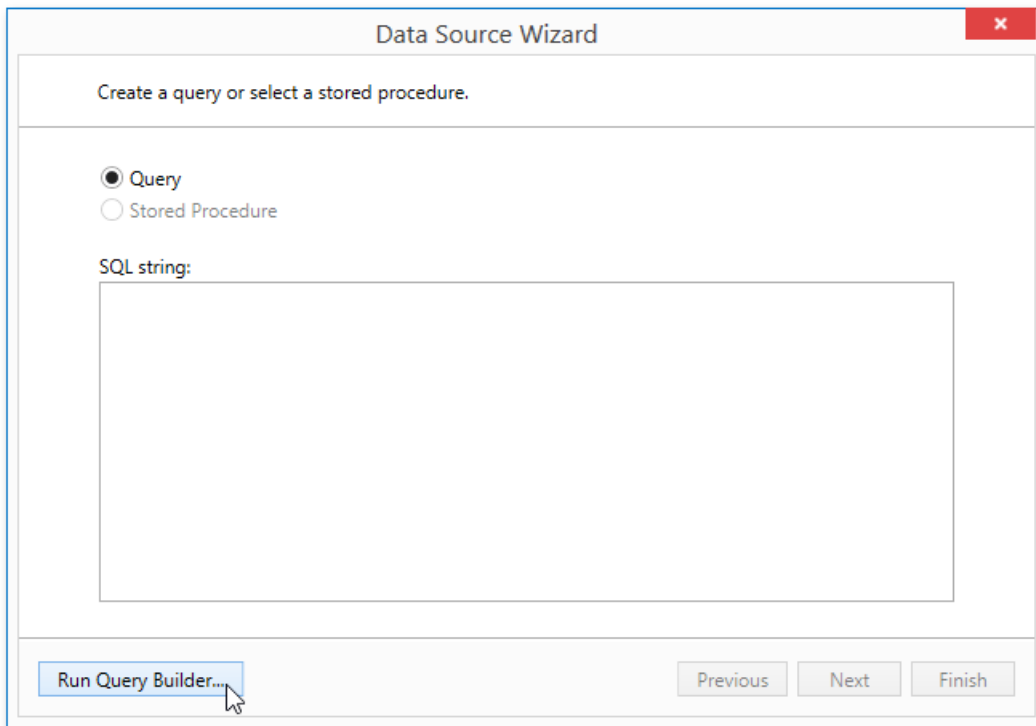 Data Source Wizard
Create a query or select a stored procedure.
Query
Stored Procedure
SQL string:
Run Query Builder...
Previous
Next
Finish